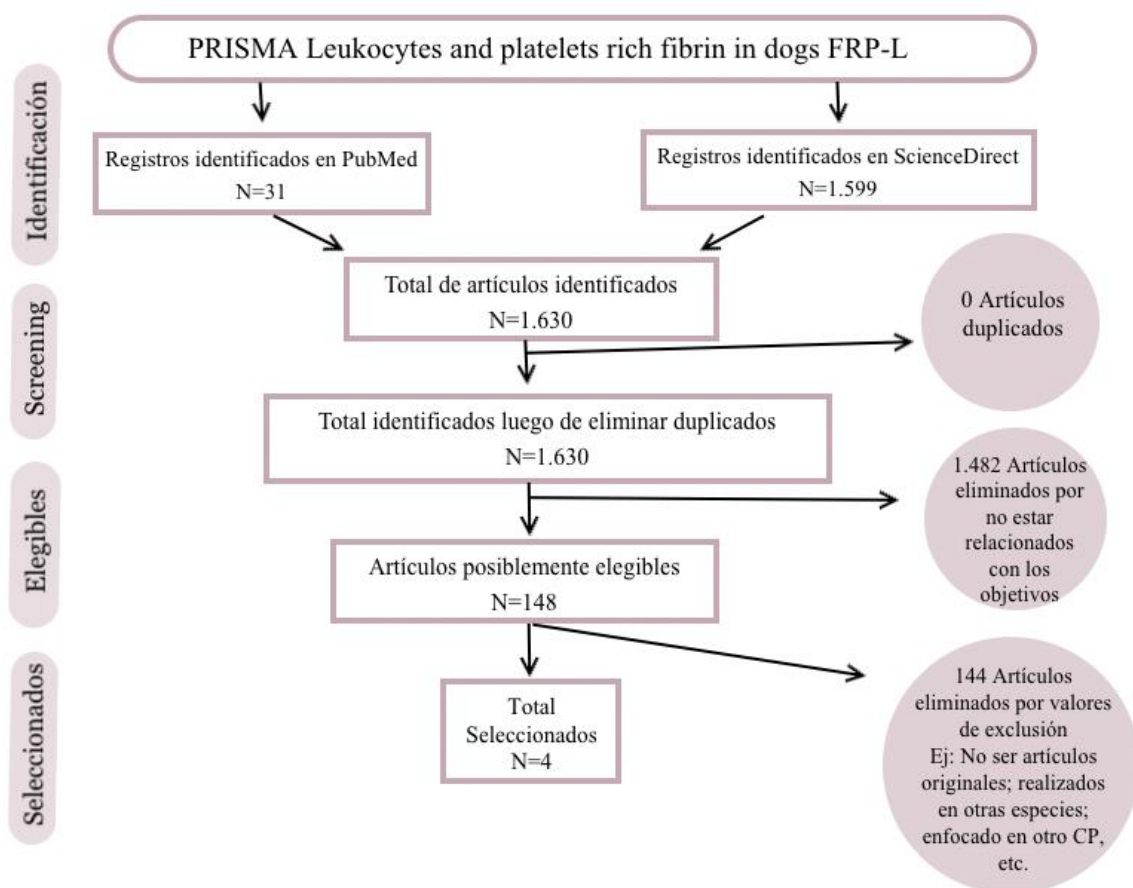 PRISMA Leukocytes and platelets rich fibrin in dogs FRP-L
Identificación
Registros identificados en PubMed
N=31
Registros identificados en ScienceDirect
N=1.599
Total de artículos identificados
N=1.630
Screening
0 Artículos
duplicados
Total identificados luego de eliminar duplicados
N=1.630
Elegibles
1.482 Artículos
eliminados por
no estar
relacionados
con los
objetivos
Artículos posiblemente elegibles
N=148
Seleccionados
Total
Seleccionados
N=4
144 Artículos
eliminados por valores
de exclusión
Ej: No ser artículos
originales; realizados
en otras especies;
enfocado en otro CP,
etc.